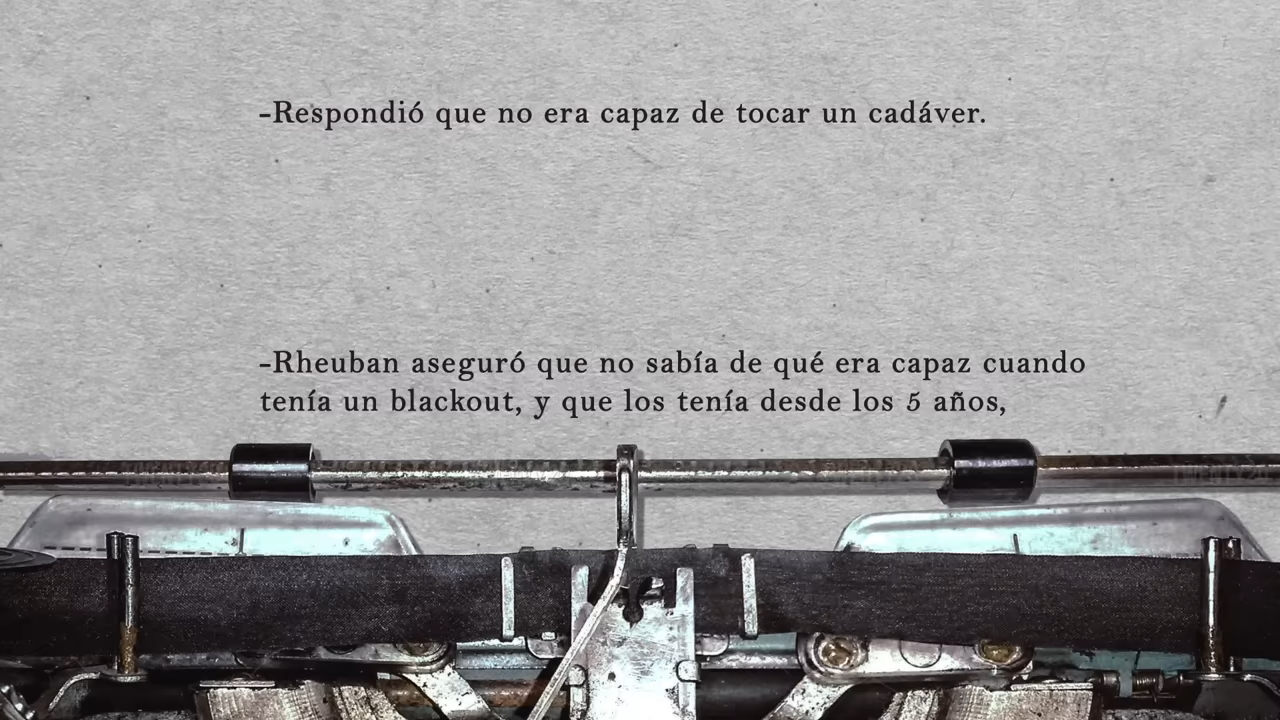 -Respondió que no era capaz de tocar un cadáver.
-Rheuban aseguró que no sabía de qué era capaz cuando
tenía un blackout, y que los tenía desde los 5 años,